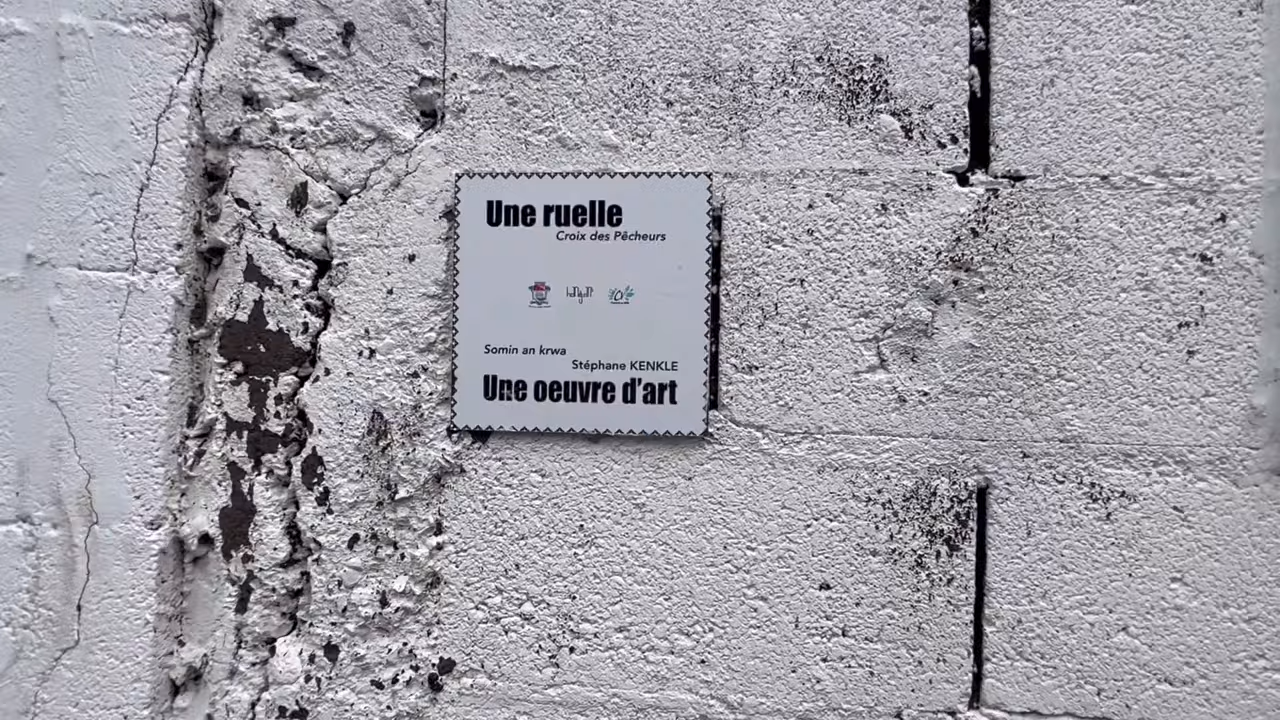 Une ruelle
Croix des Pêcheurs
Somin an krwa
Stéphane KENKLE
Une oeuvre d'art